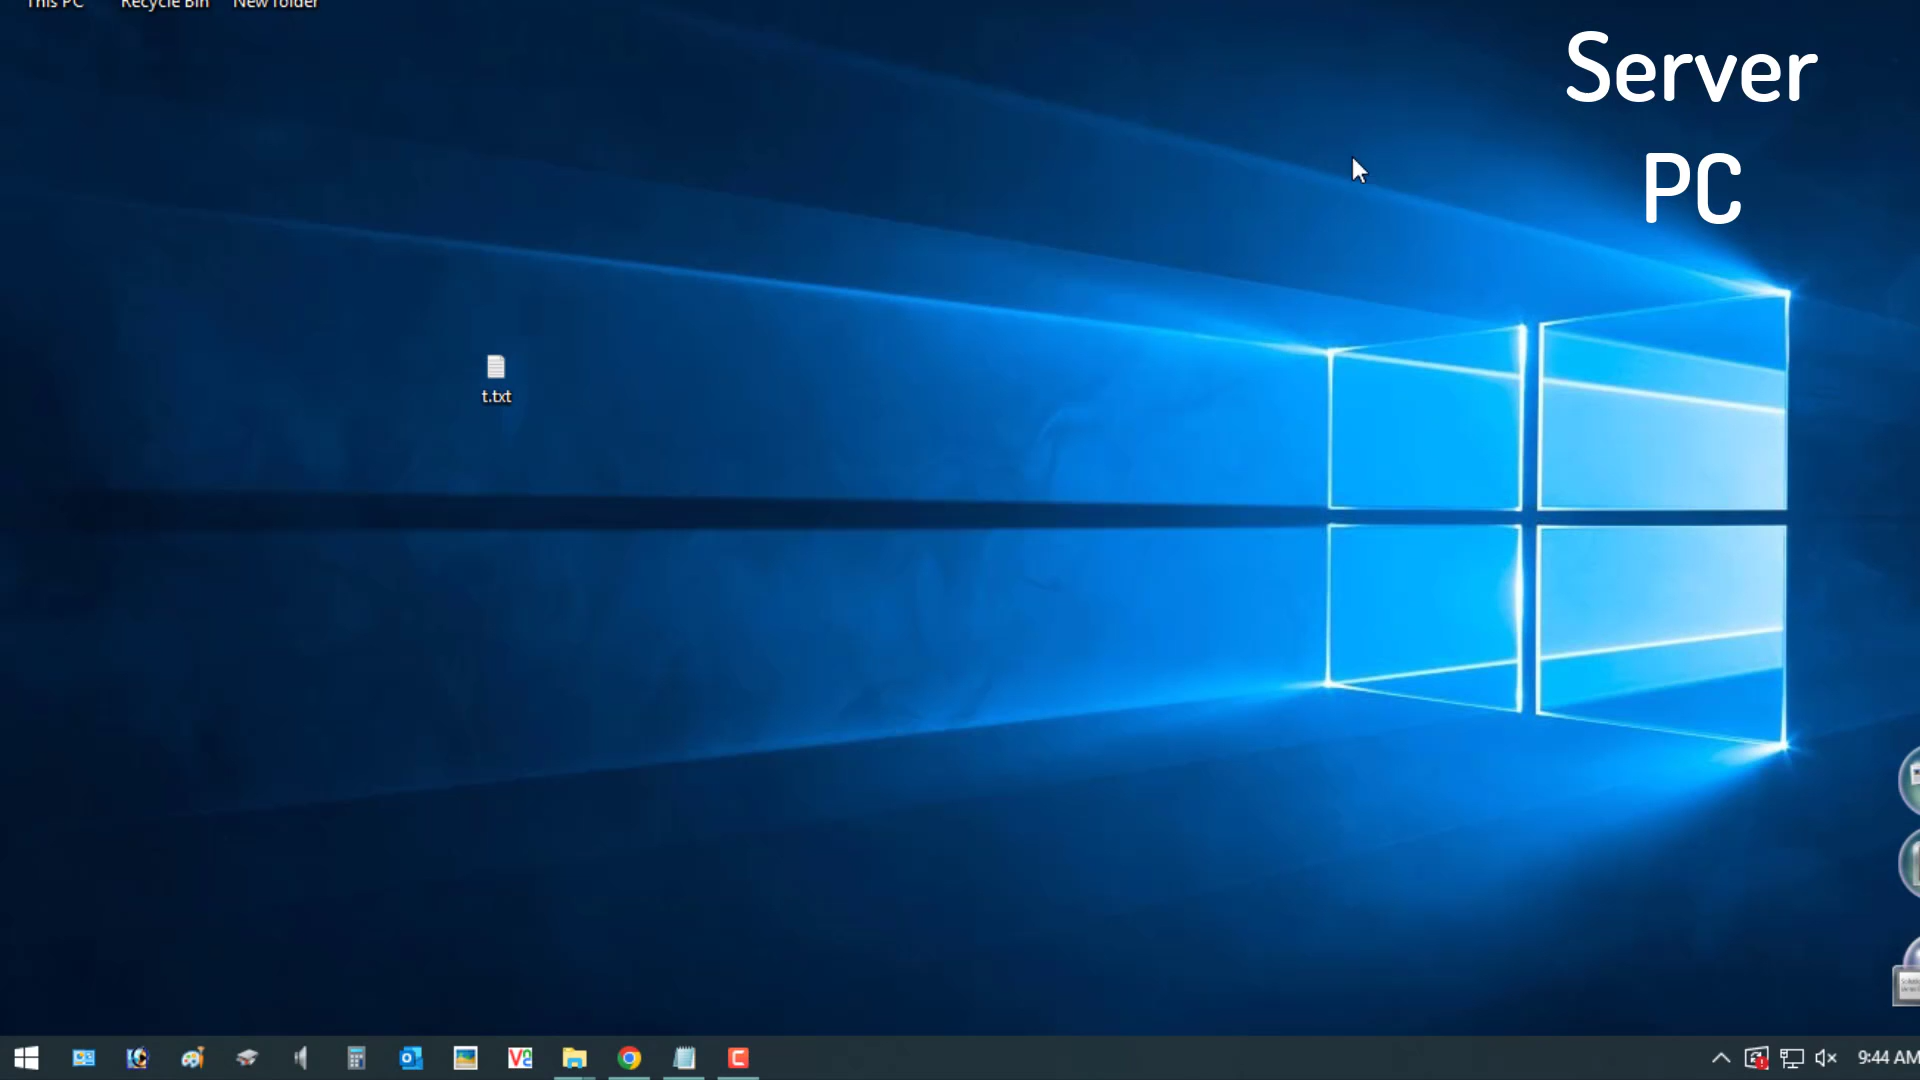 This PC Recycle Bin New folder
Server
PC
t.txt
9:44 AM